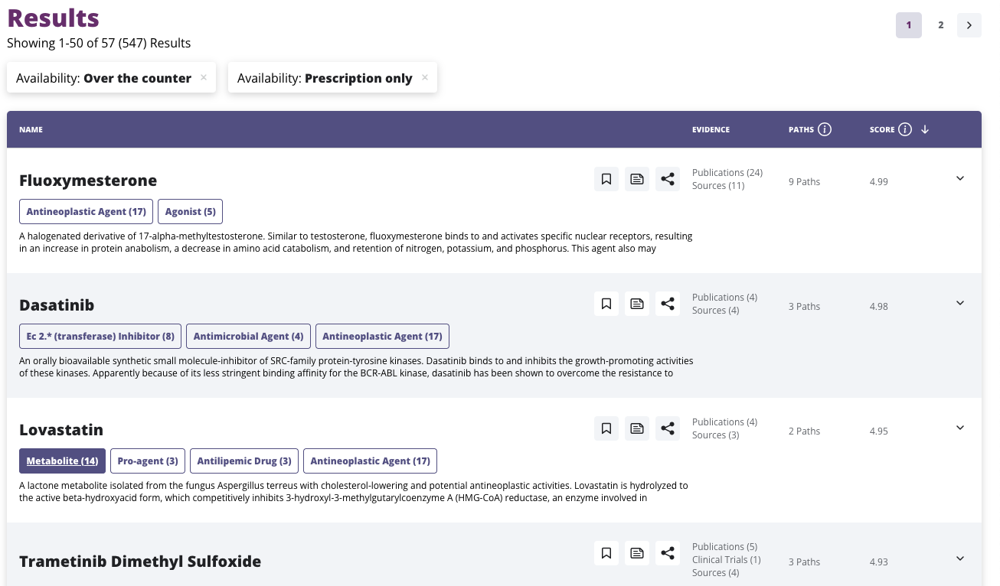 Results
Showing 1-50 of 57 (547) Results
1
2
Availability: Over the counter ×
Availability: Prescription only ×
NAME
EVIDENCE
PATHS
SCORE
Fluoxymesterone
Publications (24)
Sources (11)
9 Paths
4.99
Antineoplastic Agent (17)
Agonist (5)
A halogenated derivative of 17-alpha-methyltestosterone. Similar to testosterone, fluoxymesterone binds to and activates specific nuclear receptors, resulting
in an increase in protein anabolism, a decrease in amino acid catabolism, and retention of nitrogen, potassium, and phosphorus. This agent also may
Dasatinib
Publications (4)
Sources (4)
3 Paths
4.98
Ec 2.* (transferase) Inhibitor (8)
Antimicrobial Agent (4)
Antineoplastic Agent (17)
An orally bioavailable synthetic small molecule-inhibitor of SRC-family protein-tyrosine kinases. Dasatinib binds to and inhibits the growth-promoting activities
of these kinases. Apparently because of its less stringent binding affinity for the BCR-ABL kinase, dasatinib has been shown to overcome the resistance to
Lovastatin
Publications (4)
Sources (3)
2 Paths
4.95
Metabolite (14)
Pro-agent (3)
Antilipemic Drug (3)
Antineoplastic Agent (17)
A lactone metabolite isolated from the fungus Aspergillus terreus with cholesterol-lowering and potential antineoplastic activities. Lovastatin is hydrolyzed to
the active beta-hydroxyacid form, which competitively inhibits 3-hydroxyl-3-methylgutarylcoenzyme A (HMG-CoA) reductase, an enzyme involved in
Trametinib Dimethyl Sulfoxide
Publications (5)
Clinical Trials (1)
Sources (4)
3 Paths
4.93